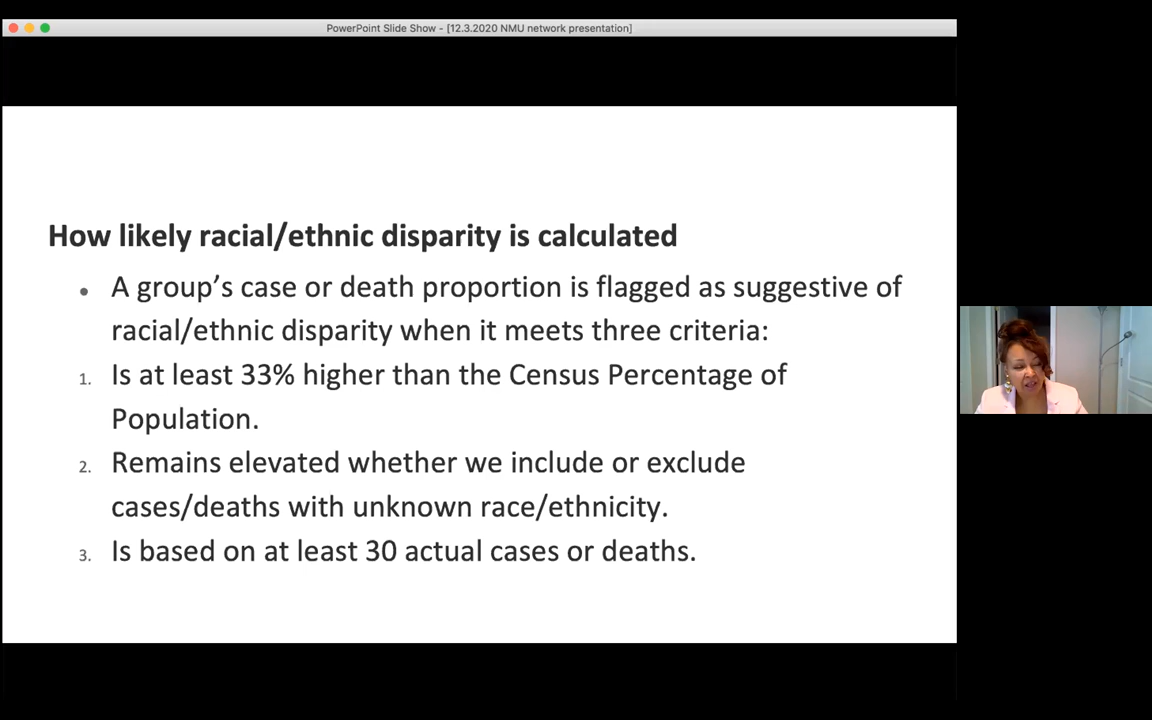 PowerPoint Slide Show - [12.3.2020 NMU network presentation]
How likely racial/ethnic disparity is calculated
• A group’s case or death proportion is flagged as suggestive of
racial/ethnic disparity when it meets three criteria:
1. Is at least 33% higher than the Census Percentage of
Population.
2. Remains elevated whether we include or exclude
cases/deaths with unknown race/ethnicity.
3. Is based on at least 30 actual cases or deaths.